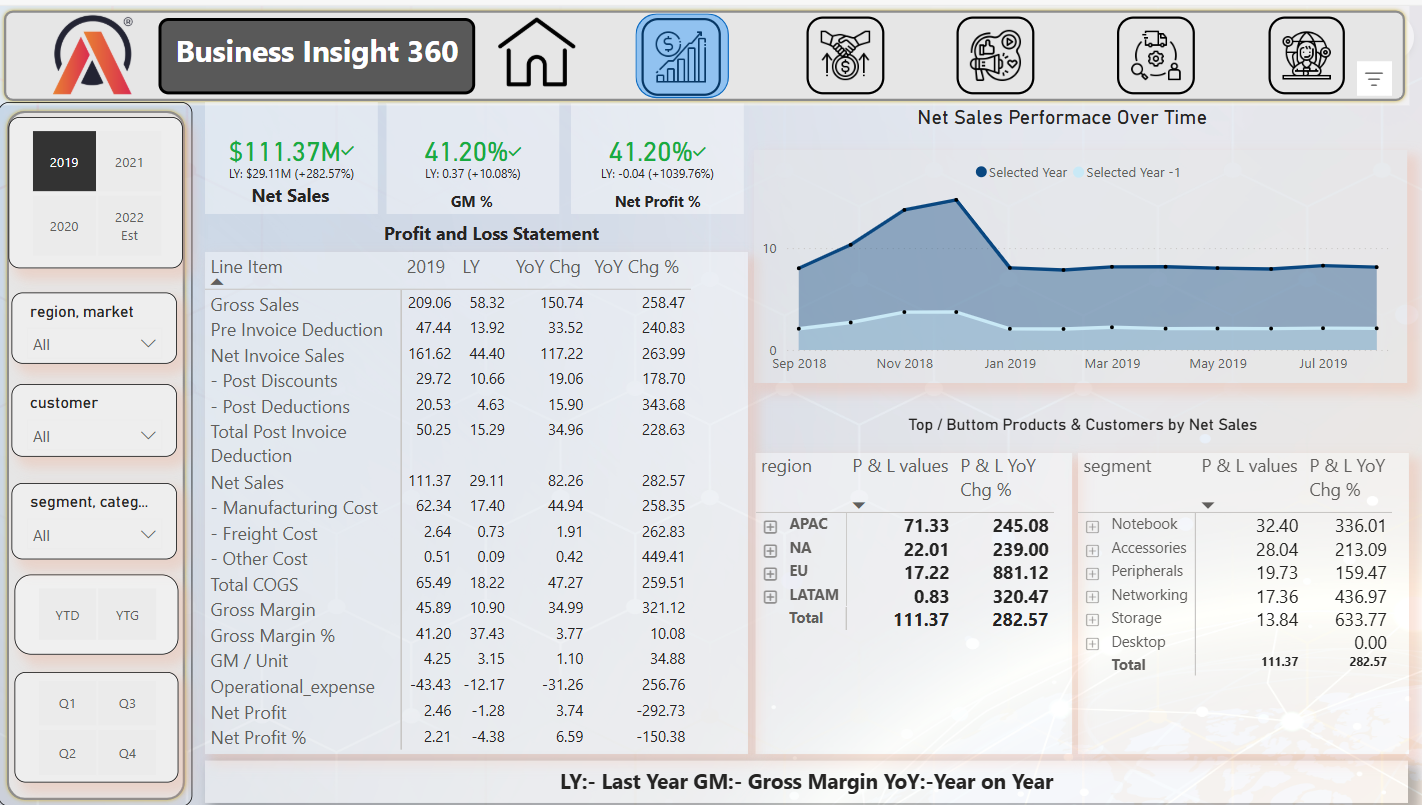 ®
Business Insight 360
2019
2021
2020
2022
Est
region, market
All
customer
All
segment, categ...
All
YTD
YTG
Q1
Q3
Q2
Q4
$111.37M
LY: $29.11M (+282.57%)
Net Sales
41.20%
LY: 0.37 (+10.08%)
GM %
41.20%
LY: -0.04 (+1039.76%)
Net Profit %
Profit and Loss Statement
Line Item 2019 LY YoY Chg YoY Chg %
Gross Sales 209.06 58.32 150.74 258.47
Pre Invoice Deduction 47.44 13.92 33.52 240.83
Net Invoice Sales 161.62 44.40 117.22 263.99
- Post Discounts 29.72 10.66 19.06 178.70
- Post Deductions 20.53 4.63 15.90 343.68
Total Post Invoice 50.25 15.29 34.96 228.63
Deduction
Net Sales 111.37 29.11 82.26 282.57
- Manufacturing Cost 62.34 17.40 44.94 258.35
- Freight Cost 2.64 0.73 1.91 262.83
- Other Cost 0.51 0.09 0.42 449.41
Total COGS 65.49 18.22 47.27 259.51
Gross Margin 45.89 10.90 34.99 321.12
Gross Margin % 41.20 37.43 3.77 10.08
GM / Unit 4.25 3.15 1.10 34.88
Operational_expense -43.43 -12.17 -31.26 256.76
Net Profit 2.46 -1.28 3.74 -292.73
Net Profit % 2.21 -4.38 6.59 -150.38
Net Sales Performace Over Time
Selected Year Selected Year -1
10
0
Sep 2018 Nov 2018 Jan 2019 Mar 2019 May 2019 Jul 2019
Top / Buttom Products & Customers by Net Sales
region P & L values P & L YoY
Chg %
APAC 71.33 245.08
NA 22.01 239.00
EU 17.22 881.12
LATAM 0.83 320.47
Total 111.37 282.57
segment P & L values P & L YoY
Chg %
Notebook 32.40 336.01
Accessories 28.04 213.09
Peripherals 19.73 159.47
Networking 17.36 436.97
Storage 13.84 633.77
Desktop 0.00
Total 111.37 282.57
LY:- Last Year GM:- Gross Margin YoY:-Year on Year